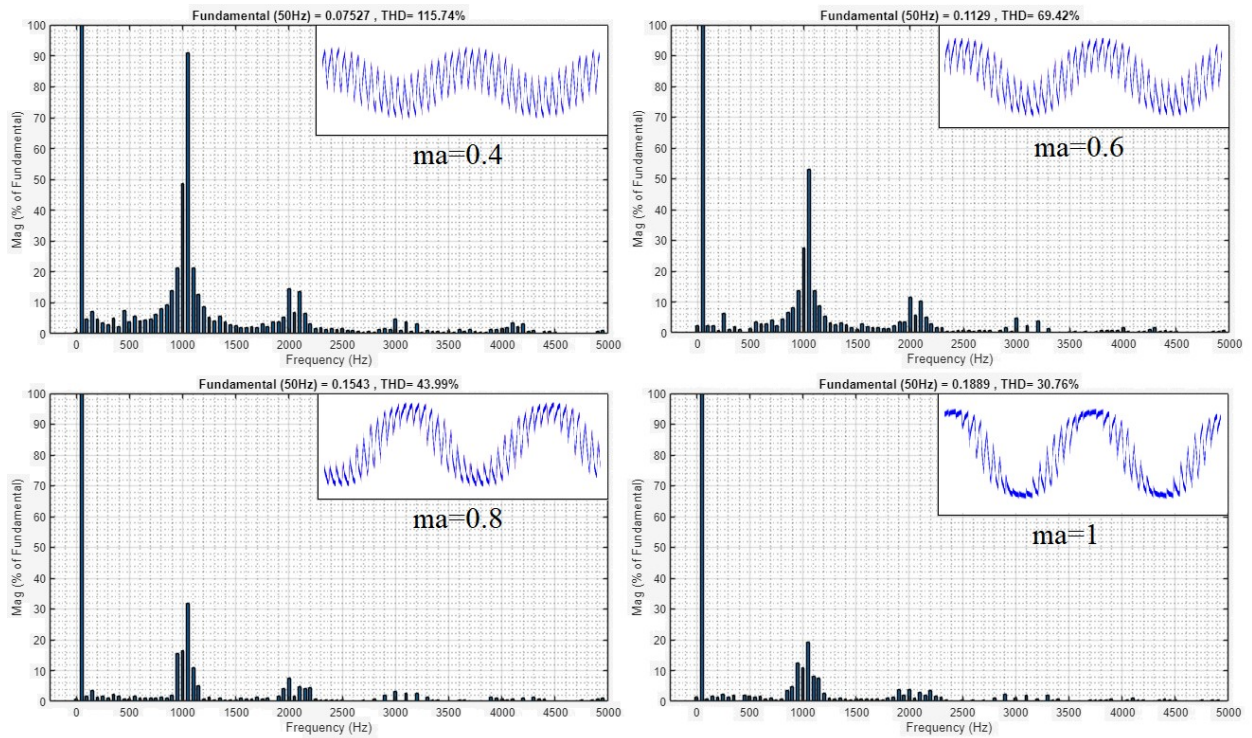 Fundamental (50Hz) = 0.07527 , THD= 115.74%
Mag (% of Fundamental)
100
90
80
70
60
50
40
30
20
10
0
ma=0.4
0 500 1000 1500 2000 2500 3000 3500 4000 4500 5000
Frequency (Hz)
Fundamental (50Hz) = 0.1129 , THD= 69.42%
Mag (% of Fundamental)
100
90
80
70
60
50
40
30
20
10
0
ma=0.6
0 500 1000 1500 2000 2500 3000 3500 4000 4500 5000
Frequency (Hz)
Fundamental (50Hz) = 0.1543 , THD= 43.99%
Mag (% of Fundamental)
100
90
80
70
60
50
40
30
20
10
0
ma=0.8
0 500 1000 1500 2000 2500 3000 3500 4000 4500 5000
Frequency (Hz)
Fundamental (50Hz) = 0.1889 , THD= 30.76%
Mag (% of Fundamental)
100
90
80
70
60
50
40
30
20
10
0
ma=1
0 500 1000 1500 2000 2500 3000 3500 4000 4500 5000
Frequency (Hz)